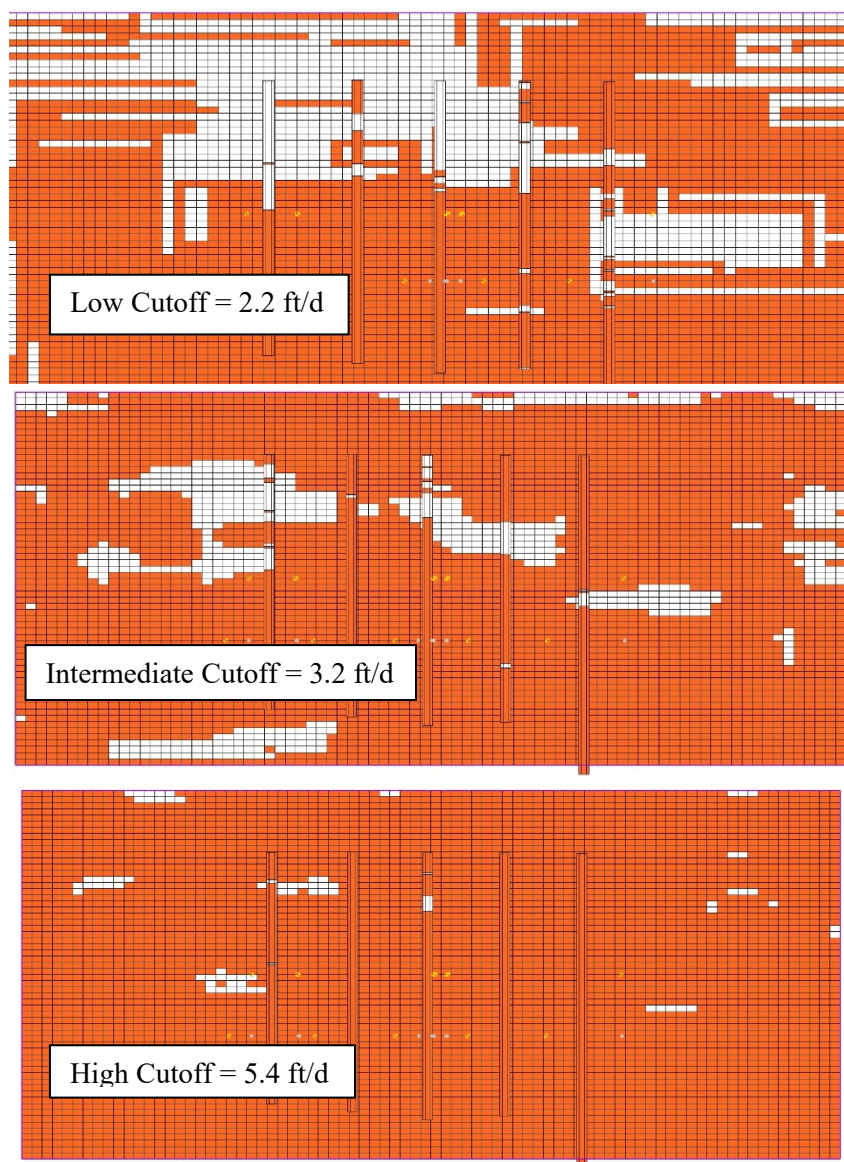 Low Cutoff = 2.2 ft/d
Intermediate Cutoff = 3.2 ft/d
High Cutoff = 5.4 ft/d